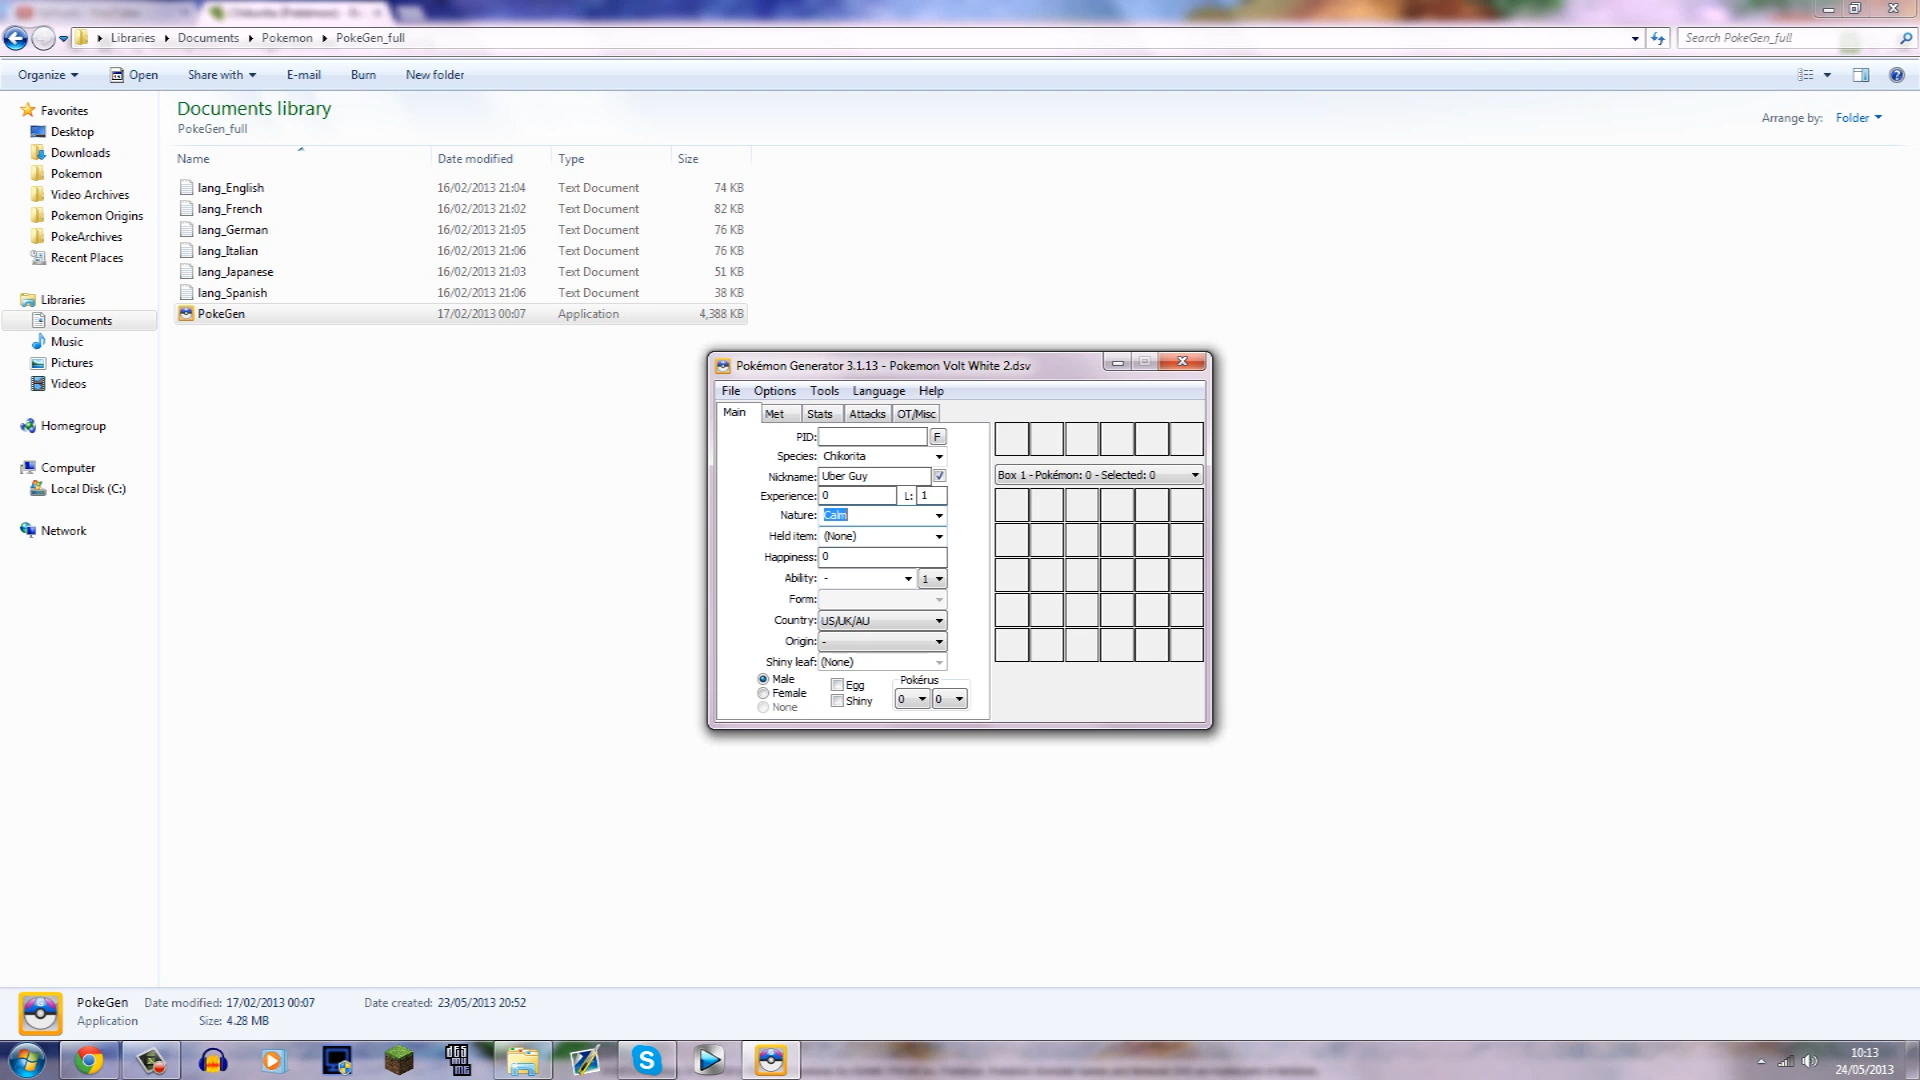 Libraries Documents Pokemon PokeGen_full
Search PokeGen_full
Organize Open Share with E-mail Burn New folder
Favorites
Desktop
Downloads
Pokemon
Video Archives
Pokemon Origins
PokeArchives
Recent Places
Libraries
Documents
Music
Pictures
Videos
Homegroup
Computer
Local Disk (C:)
Network
Documents library
PokeGen_full
Arrange by: Folder
Name Date modified Type Size
lang_English 16/02/2013 21:04 Text Document 74 KB
lang_French 16/02/2013 21:02 Text Document 82 KB
lang_German 16/02/2013 21:05 Text Document 76 KB
lang_Italian 16/02/2013 21:06 Text Document 76 KB
lang_Japanese 16/02/2013 21:03 Text Document 51 KB
lang_Spanish 16/02/2013 21:06 Text Document 38 KB
PokeGen 17/02/2013 00:07 Application 4,388 KB
Pokémon Generator 3.1.13 - Pokemon Volt White 2.dsv
File Options Tools Language Help
Main Met Stats Attacks OT/Misc
PID: F
Species: Chikorita
Nickname: Uber Guy
Experience: 0 L: 1
Nature: Calm
Held item: (None)
Happiness: 0
Ability: - 1
Form:
Country: US/UK/AU
Origin: -
Shiny leaf: (None)
Male
Female
None
Egg
Shiny
Pokérus
0 0
Box 1 - Pokémon: 0 - Selected: 0
PokeGen Date modified: 17/02/2013 00:07 Date created: 23/05/2013 20:52
Application Size: 4.28 MB
10:13
24/05/2013